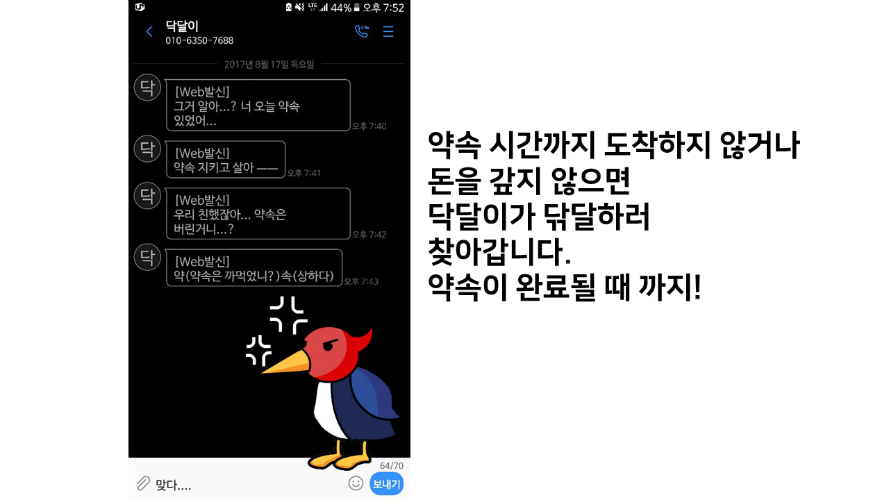 44% 오후 7:52
닥달이
010-6350-7688
2017년 8월 17일 목요일
닥
[Web발신]
그거 알아...? 너 오늘 약속
있었어...
오후 7:40
닥
[Web발신]
약속 지키고 살아 ㅡㅡ
오후 7:41
닥
[Web발신]
우리 친했잖아... 약속은
버린거니...?
오후 7:42
닥
[Web발신]
약(약속은 까먹었니?)속(상하다)
오후 7:43
64/70
맞다....
보내기
약속 시간까지 도착하지 않거나
돈을 갚지 않으면
닥달이가 닦달하러
찾아갑니다.
약속이 완료될 때 까지!